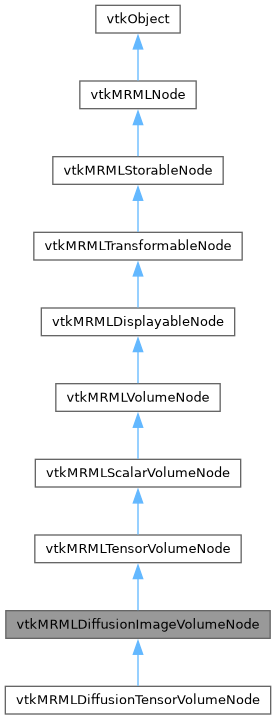 vtkObject
vtkMRMLNode
vtkMRMLStorableNode
vtkMRMLTransformableNode
vtkMRMLDisplayableNode
vtkMRMLVolumeNode
vtkMRMLScalarVolumeNode
vtkMRMLTensorVolumeNode
vtkMRMLDiffusionImageVolumeNode
vtkMRMLDiffusionTensorVolumeNode